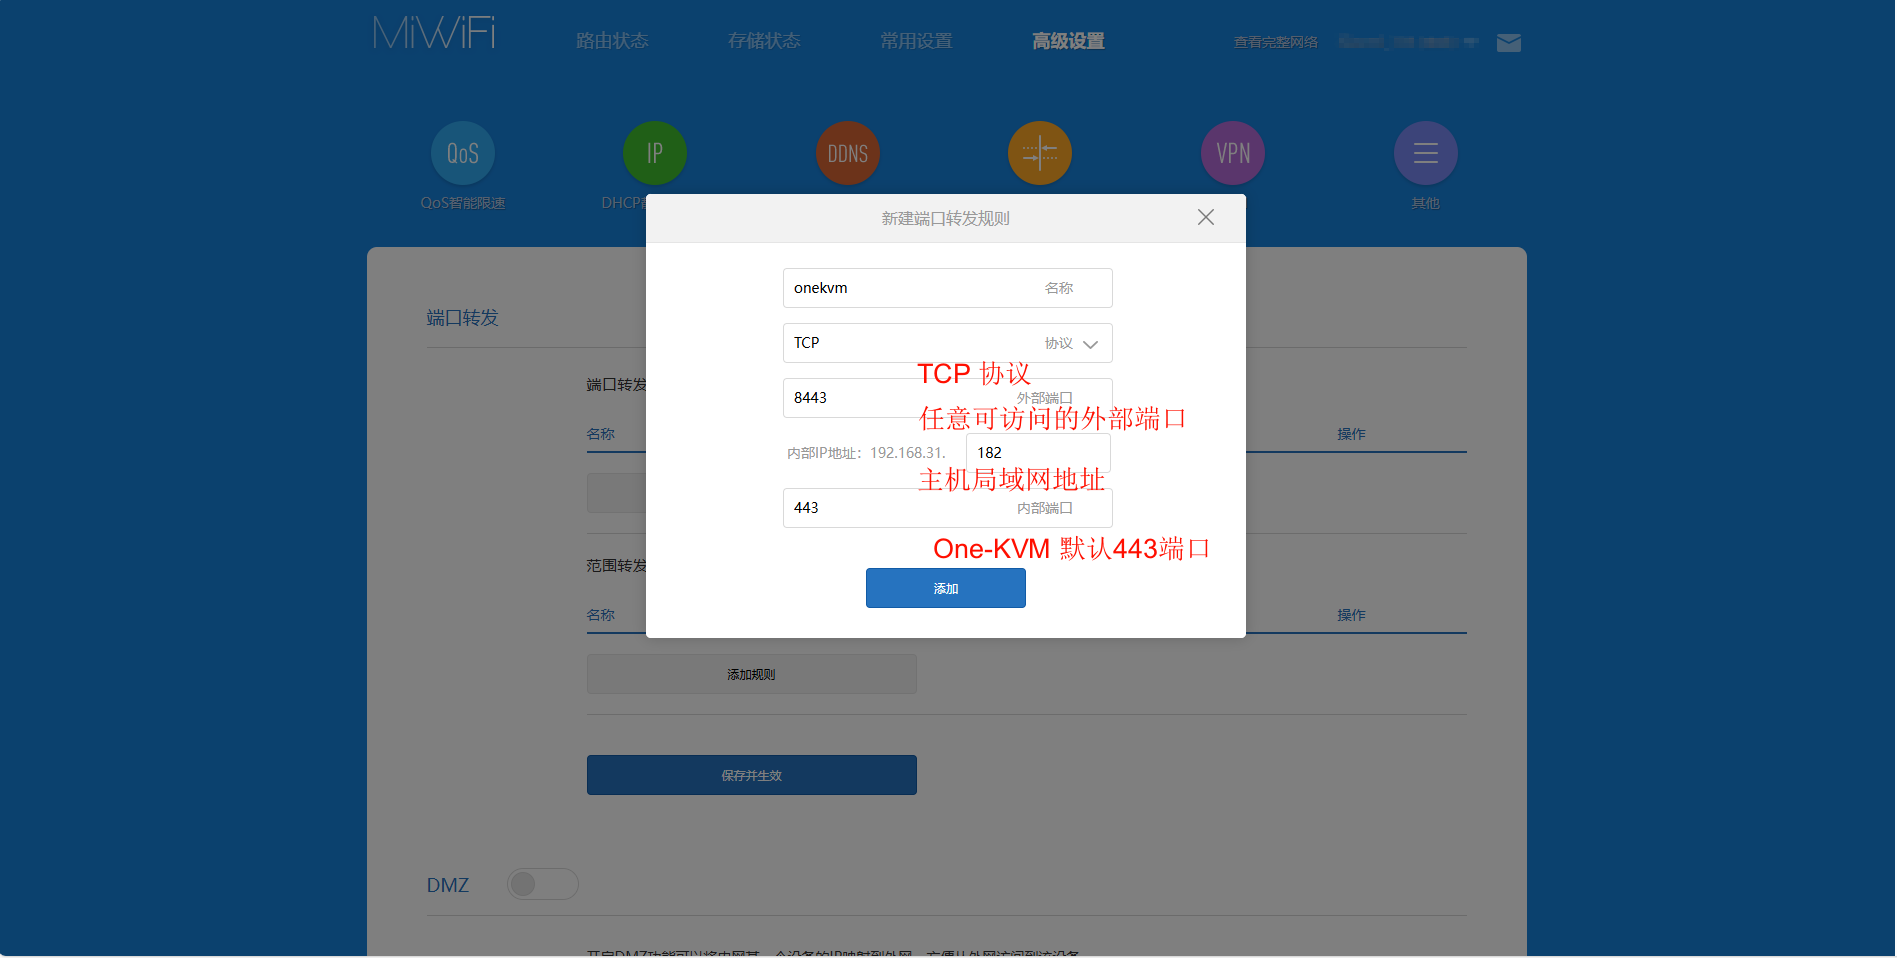 MiWiFi
路由状态
存储状态
常用设置
高级设置
查看完整网络
QoS
IP
DDNS
VPN
QoS智能限速
DHCP
其他
新建端口转发规则
onekvm 名称
TCP 协议
TCP 协议
8443 外部端口
任意可访问的外部端口
内部IP地址：192.168.31. 182
主机局域网地址
443 内部端口
One-KVM 默认443端口
添加
端口转发
端口转发
名称 操作
范围转发
名称 操作
添加规则
保存并生效
DMZ